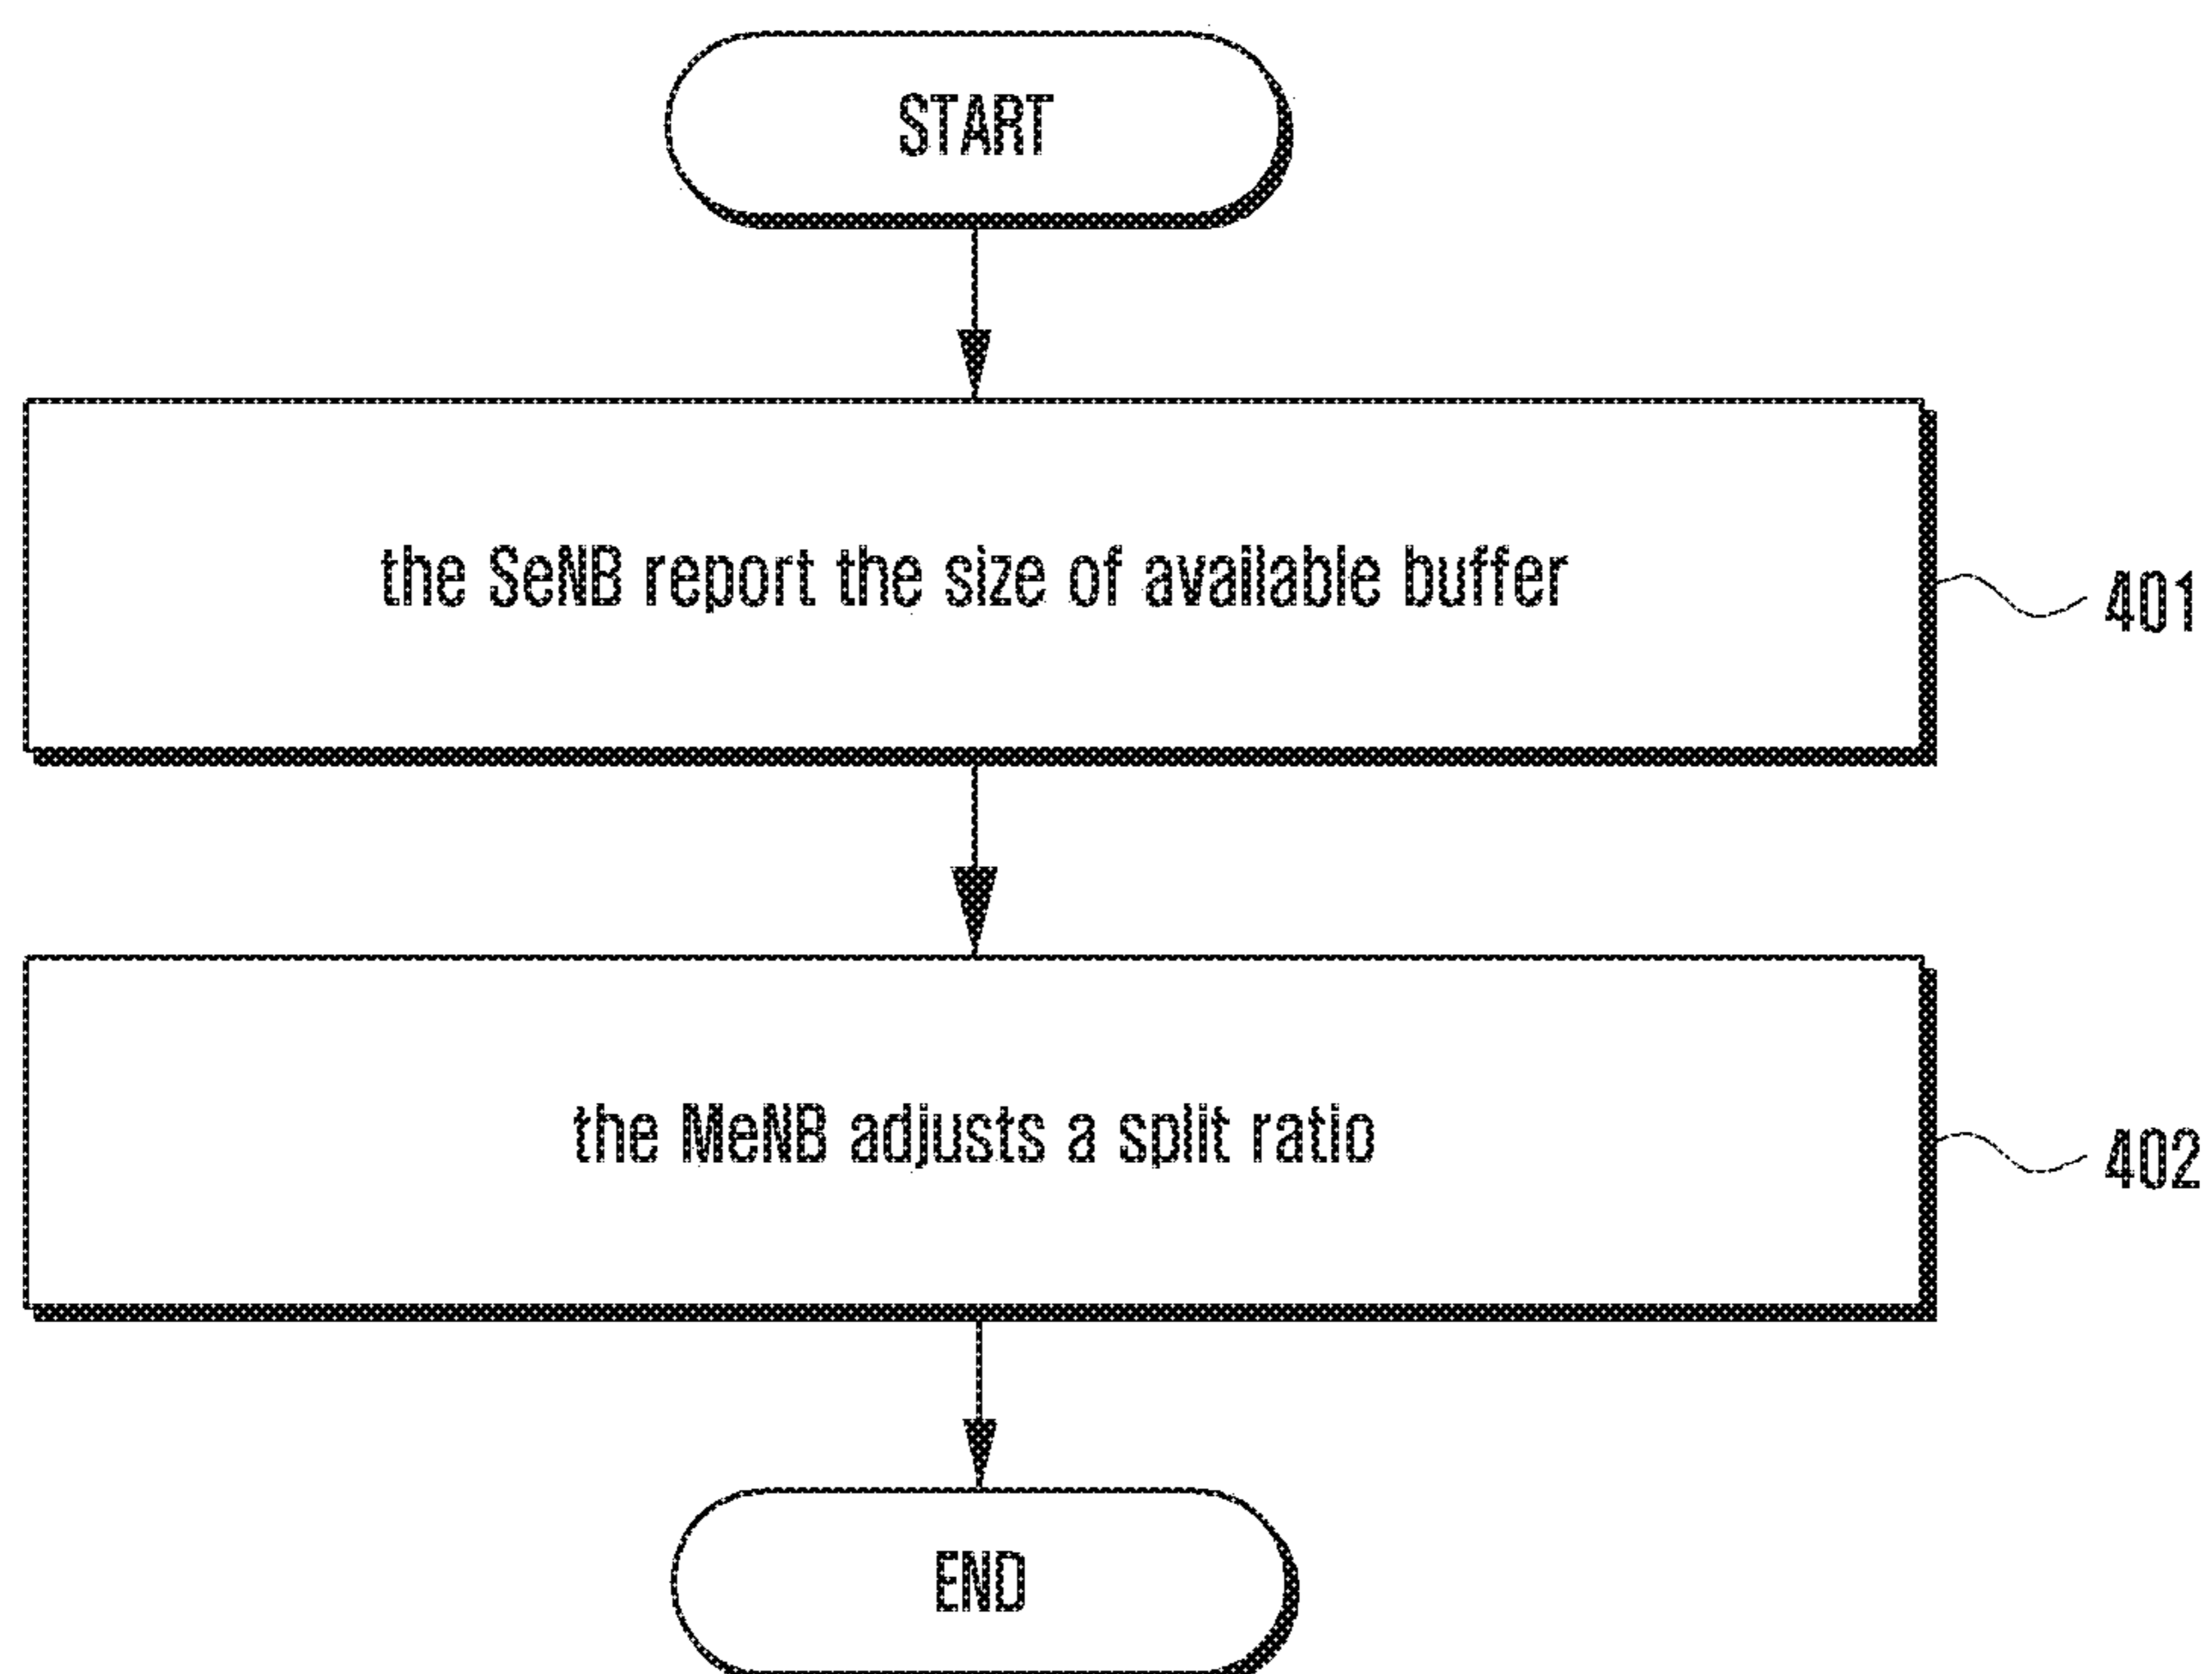 START
the SeNB report the size of available buffer
401
the MeNB adjusts a split ratio
402
END